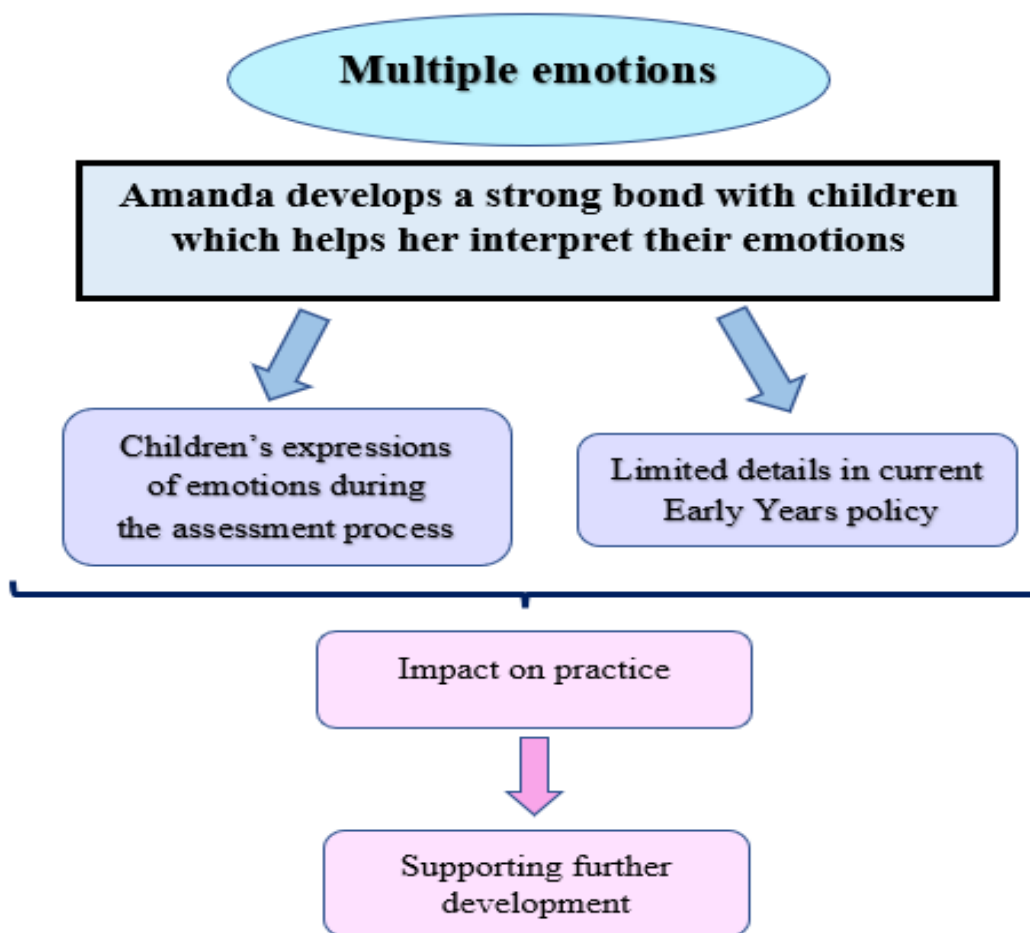 Multiple emotions
Amanda develops a strong bond with children
which helps her interpret their emotions
Children’s expressions
of emotions during
the assessment process
Limited details in current
Early Years policy
Impact on practice
Supporting further
development